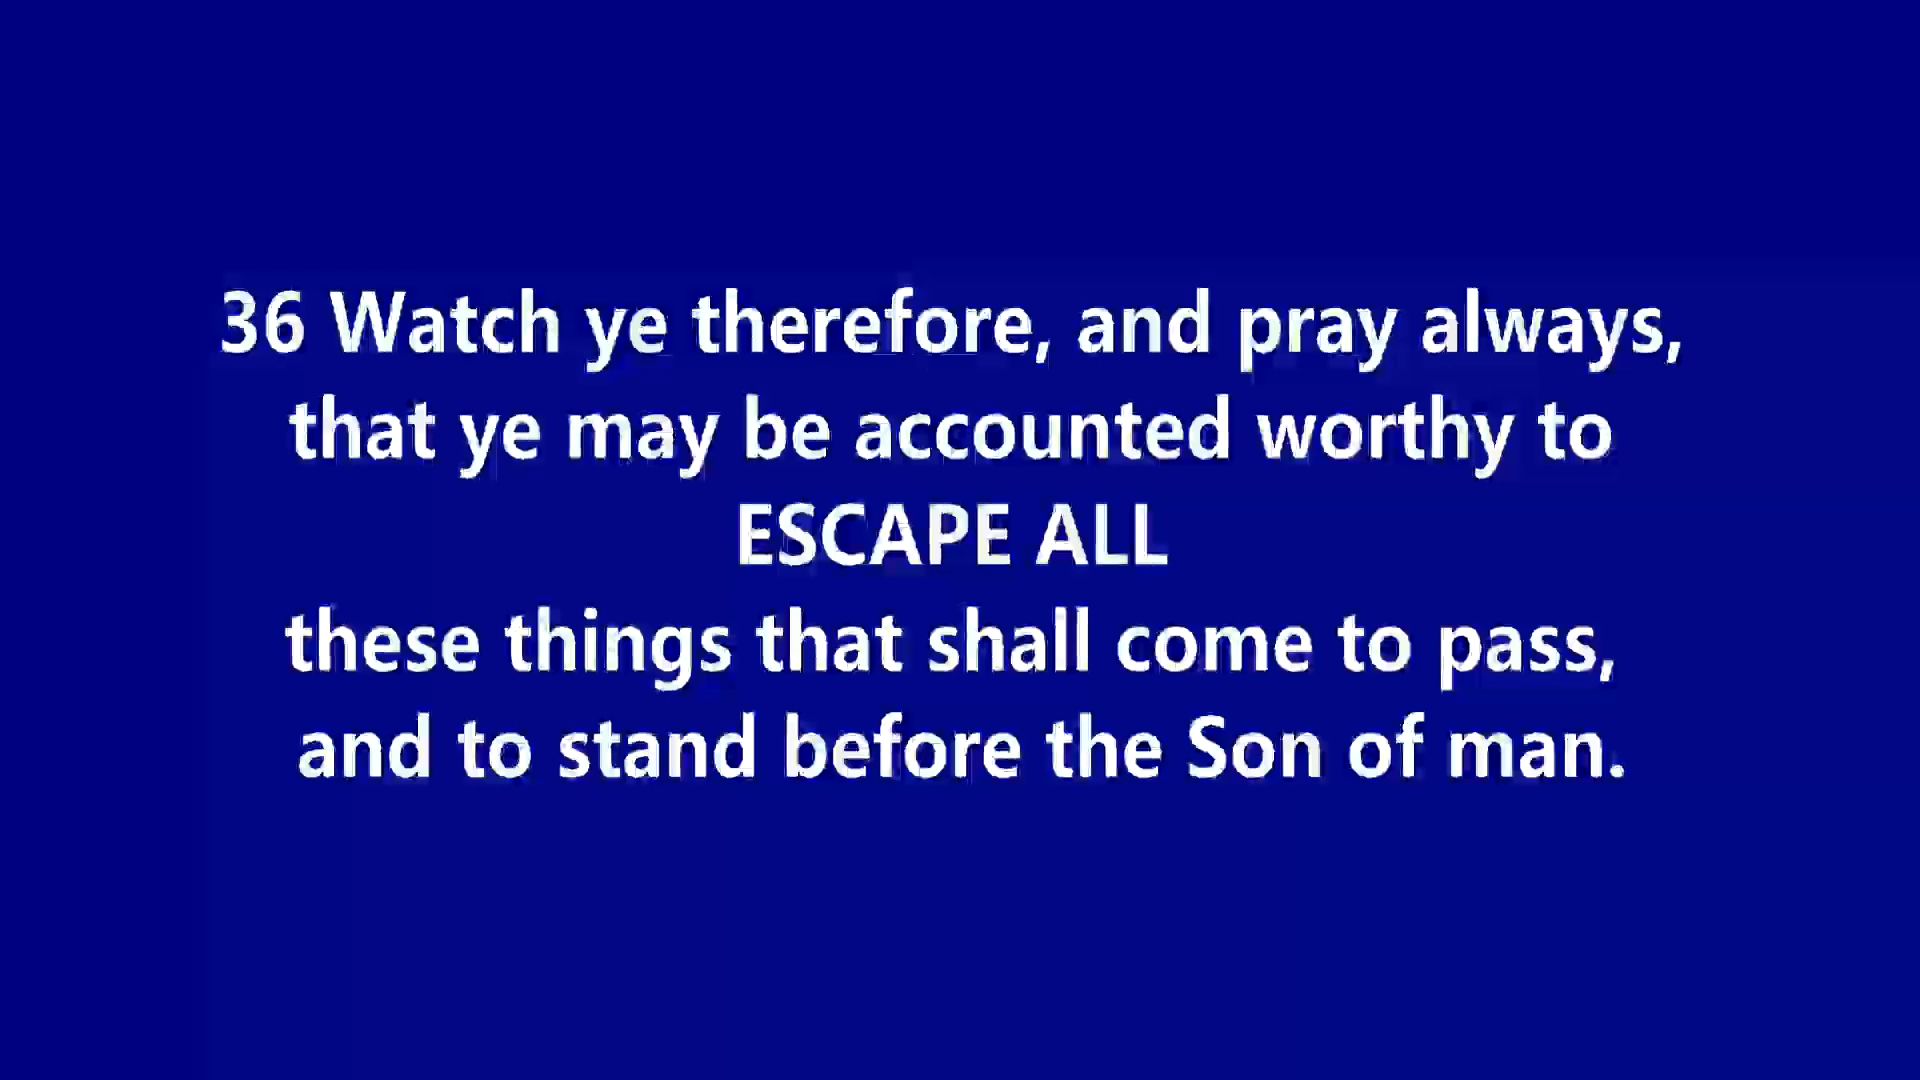 36 Watch ye therefore, and pray always,
that ye may be accounted worthy to
ESCAPE ALL
these things that shall come to pass,
and to stand before the Son of man.